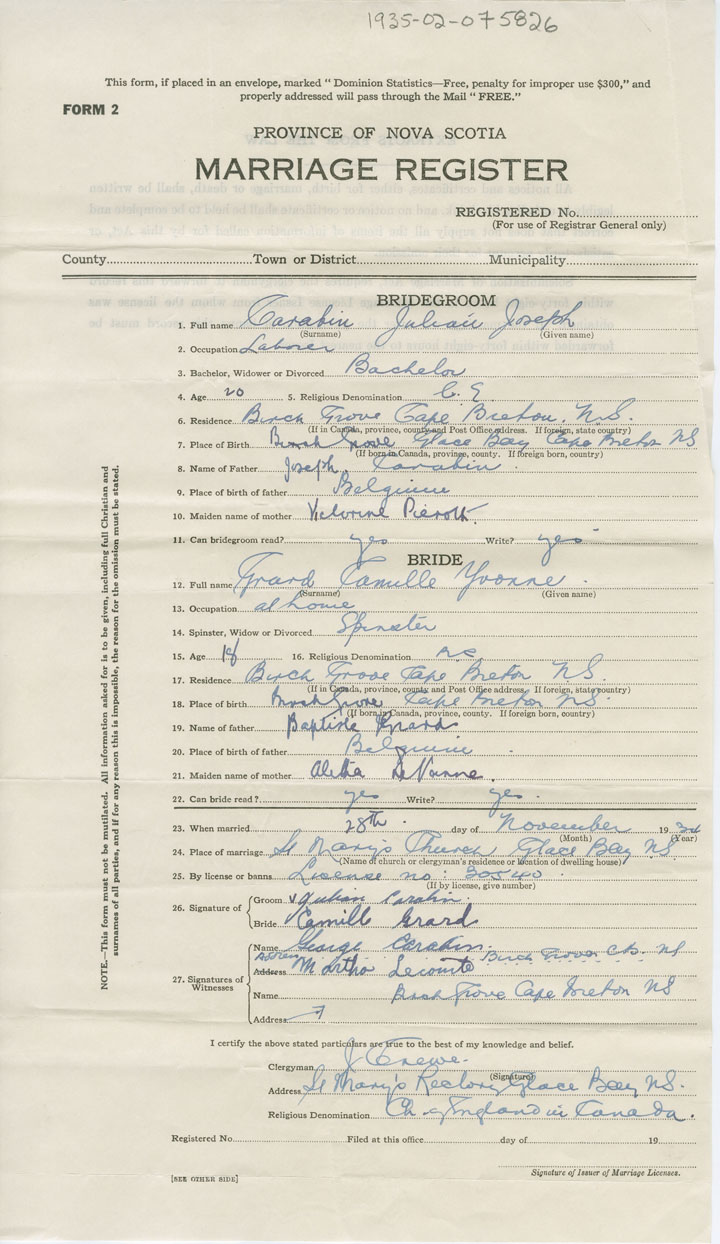 1935-02-075826
This form, if placed in an envelope, marked " Dominion Statistics—Free, penalty for improper use $300," and
properly addressed will pass through the Mail " FREE."
FORM 2
PROVINCE OF NOVA SCOTIA
MARRIAGE REGISTER
REGISTERED No.
(For use of Registrar General only)
County Town or District Municipality
BRIDEGROOM
1. Full name Carabin Julian Joseph
(Surname) (Given name)
2. Occupation Laborer
3. Bachelor, Widower or Divorced Bachelor
4. Age 20 5. Religious Denomination C. E.
6. Residence Birch Grove Cape Breton. N.S.
(If in Canada, province, county and Post Office address. If foreign, state country)
7. Place of Birth Birch Grove Glace Bay Cape Breton NS
(If born in Canada, province, county. If foreign born, country)
8. Name of Father Joseph Carabin
9. Place of birth of father Belgium
10. Maiden name of mother
11. Can bridegroom read? yes Write? yes
BRIDE
12. Full name Grard Camille Yvonne
(Surname) (Given name)
13. Occupation at home
14. Spinster, Widow or Divorced Spinster
15. Age 18 16. Religious Denomination R.C
17. Residence Birch Grove Cape Breton NS.
(If in Canada, province, county and Post Office address. If foreign, state country)
18. Place of birth Birch Grove Cape Breton NS.
(If born in Canada, province, county. If foreign born, country)
19. Name of father Baptiste Grard
20. Place of birth of father Belgium
21. Maiden name of mother
22. Can bride read? yes Write? yes.
23. When married 28th day of November 1934
(Month) (Year)
24. Place of marriage St Mary's Church Glace Bay NS
(Name of church or clergyman's residence or location of dwelling house)
25. By license or banns License no: 30540
(If by license, give number)
26. Signature of
Groom Julian Carabin
Bride Camille Grard
27. Signatures of Witnesses
Name George Carabin.
Address Address Martha Lecomte Birch Grove C.B. NS
Name Birch Grove Cape Breton NS
Address
I certify the above stated particulars are true to the best of my knowledge and belief.
Clergyman
(Signature)
Address St Mary's Rectory Glace Bay NS.
Religious Denomination Ch. of England in Canada.
Registered No. Filed at this office day of 19
Signature of Issuer of Marriage Licenses.
[SEE OTHER SIDE]
NOTE.—This form must not be mutilated. All information asked for is to be given, including full Christian and
surnames of all parties, and if for any reason this is impossible, the reason for the omission must be stated.